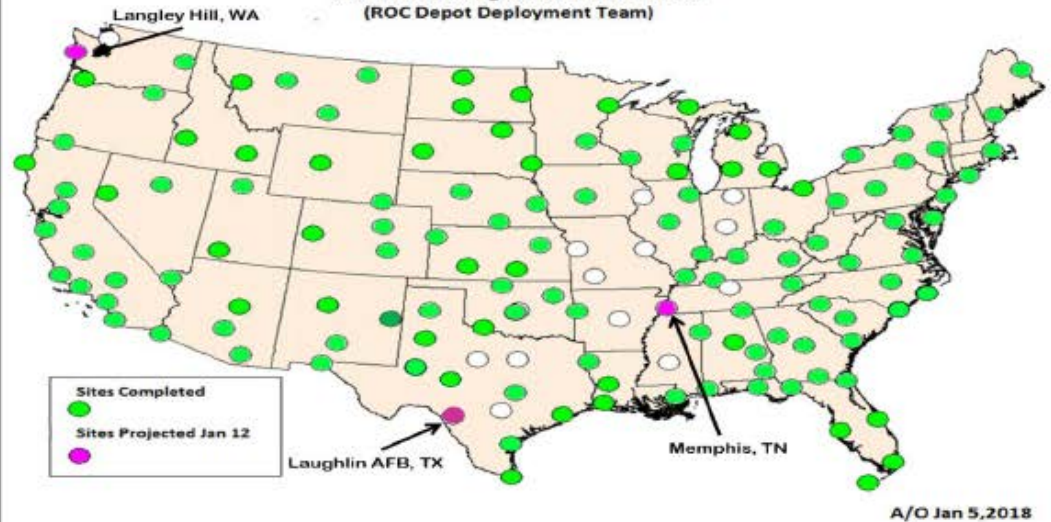 (ROC Depot Deployment Team)
Langley Hill, WA
Sites Completed
Sites Projected Jan 12
Laughlin AFB, TX
Memphis, TN
A/O Jan 5,2018